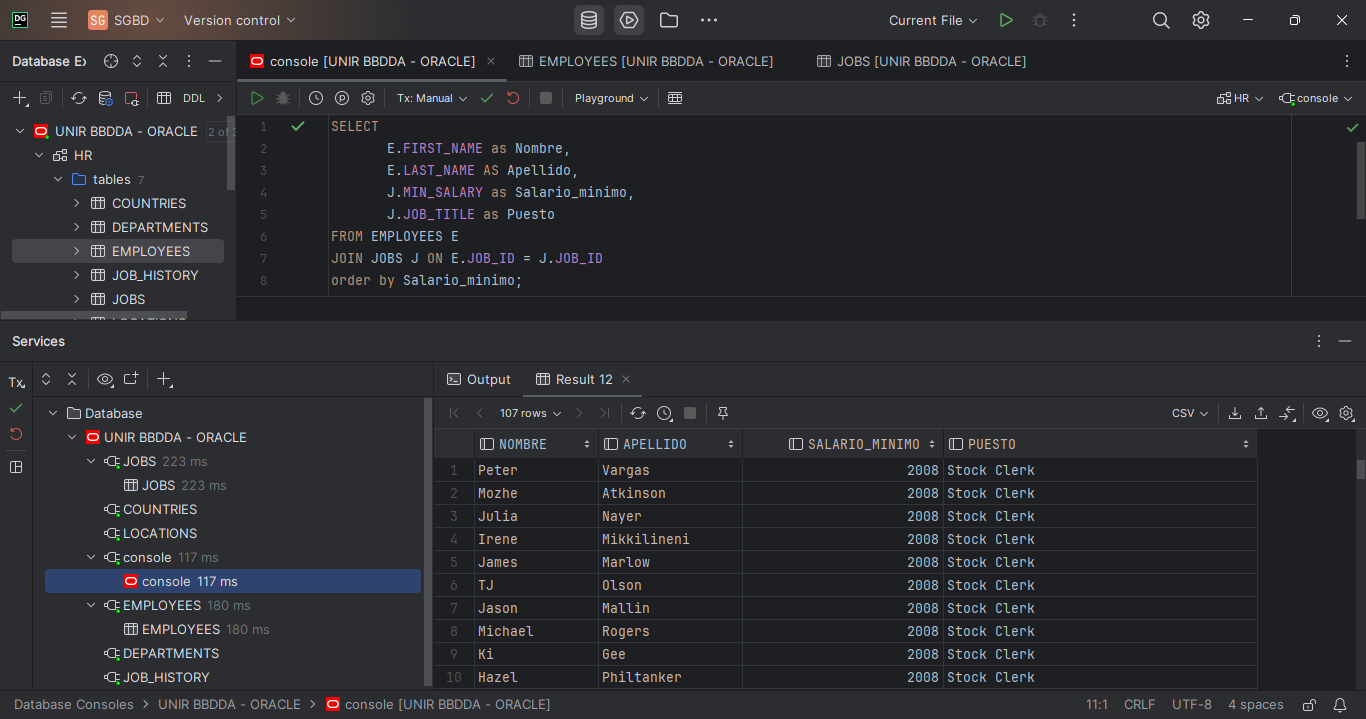 DG
SG SGBD Version control Current File
Database Ex
console [UNIR BBDDA - ORACLE] EMPLOYEES [UNIR BBDDA - ORACLE] JOBS [UNIR BBDDA - ORACLE]
DDL
Tx: Manual Playground HR console
UNIR BBDDA - ORACLE 2 of
HR
tables 7
COUNTRIES
DEPARTMENTS
EMPLOYEES
JOB_HISTORY
JOBS
1 SELECT
2 E.FIRST_NAME as Nombre,
3 E.LAST_NAME AS Apellido,
4 J.MIN_SALARY as Salario_minimo,
5 J.JOB_TITLE as Puesto
6 FROM EMPLOYEES E
7 JOIN JOBS J ON E.JOB_ID = J.JOB_ID
8 order by Salario_minimo;
Services
Tx
Database
UNIR BBDDA - ORACLE
JOBS 223 ms
JOBS 223 ms
COUNTRIES
LOCATIONS
console 117 ms
console 117 ms
EMPLOYEES 180 ms
EMPLOYEES 180 ms
DEPARTMENTS
JOB_HISTORY
Output Result 12
107 rows CSV
NOMBRE APELLIDO SALARIO_MINIMO PUESTO
1 Peter Vargas 2008 Stock Clerk
2 Mozhe Atkinson 2008 Stock Clerk
3 Julia Nayer 2008 Stock Clerk
4 Irene Mikkilineni 2008 Stock Clerk
5 James Marlow 2008 Stock Clerk
6 TJ Olson 2008 Stock Clerk
7 Jason Mallin 2008 Stock Clerk
8 Michael Rogers 2008 Stock Clerk
9 Ki Gee 2008 Stock Clerk
10 Hazel Philtanker 2008 Stock Clerk
Database Consoles > UNIR BBDDA - ORACLE > console [UNIR BBDDA - ORACLE] 11:1 CRLF UTF-8 4 spaces